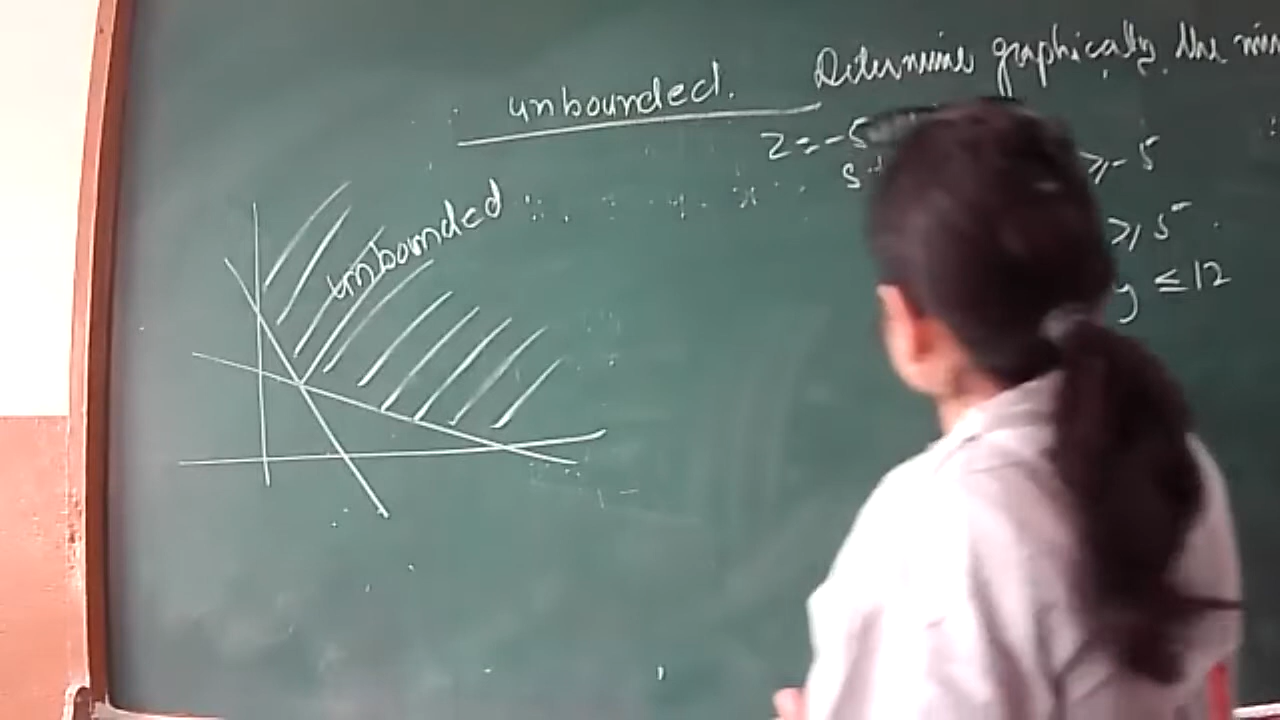 unbounded.
Determine graphically the
Z = -5
S
≥ -5
≥ 5
y ≤ 12
unbounded